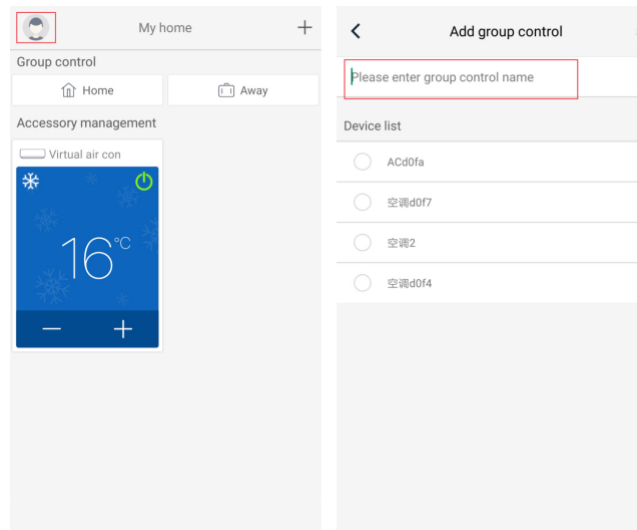 My home
Group control
Home
Away
Accessory management
Virtual air con
16°C
Add group control
Please enter group control name
Device list
ACd0fa
空调d0f7
空调2
空调d0f4